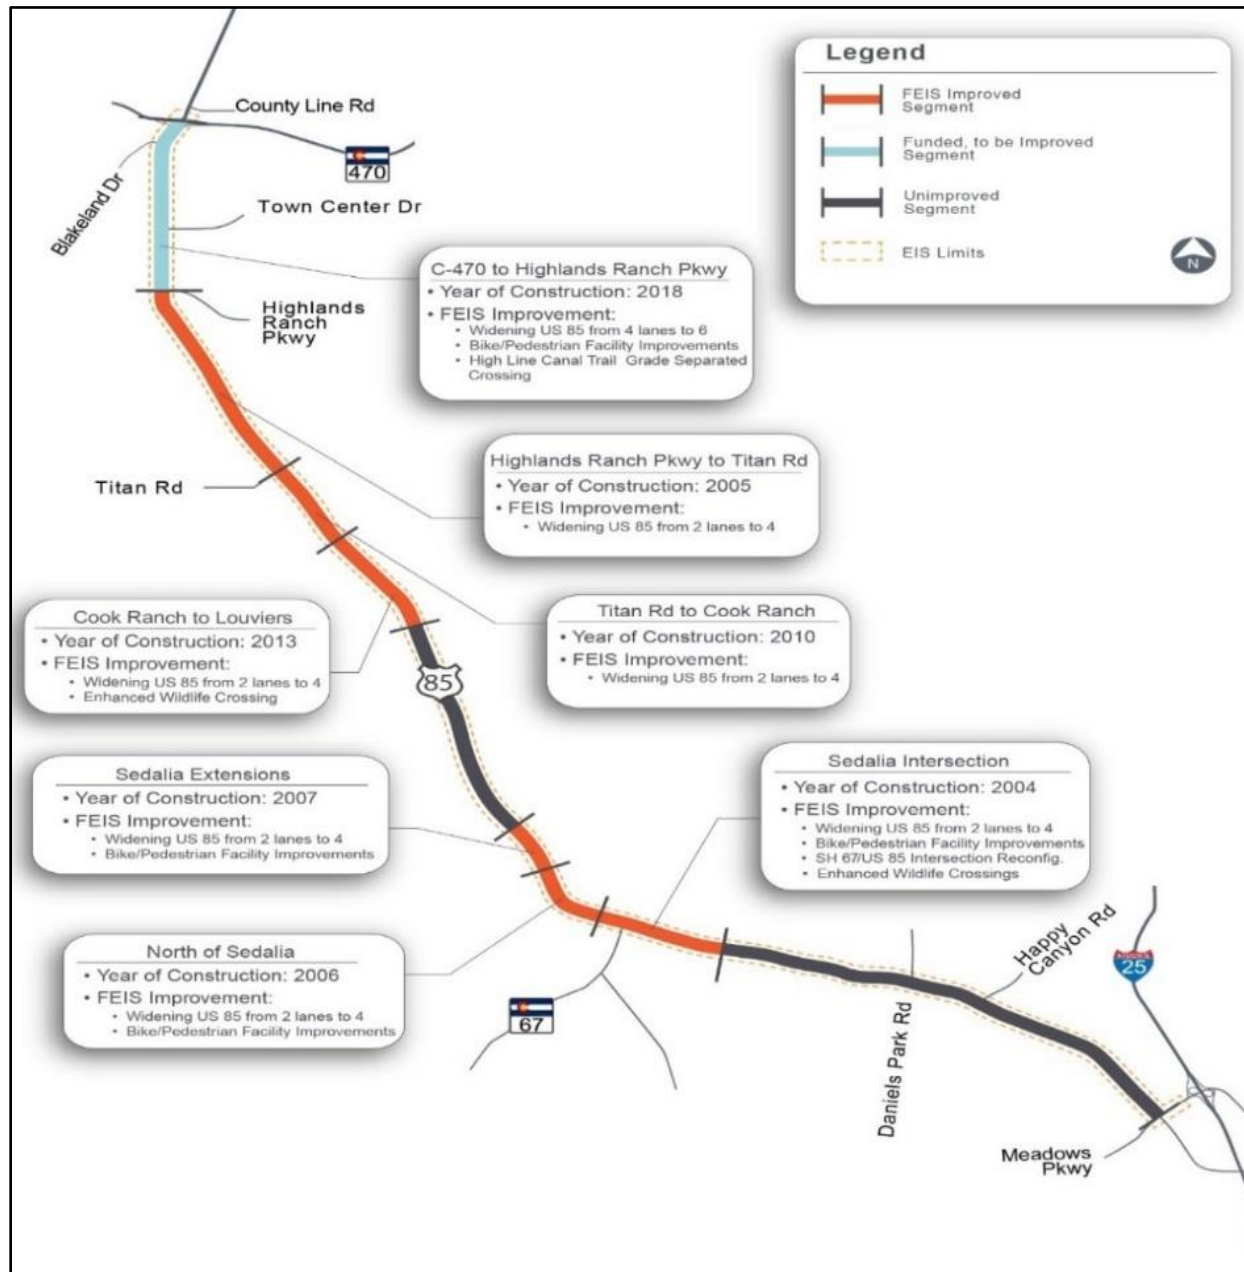 Legend
FEIS Improved
Segment
Funded, to be Improved
Segment
Unimproved
Segment
EIS Limits
N
County Line Rd
470
Blakeland Dr
Town Center Dr
C-470 to Highlands Ranch Pkwy
• Year of Construction: 2018
• FEIS Improvement:
• Widening US 85 from 4 lanes to 6
• Bike/Pedestrian Facility Improvements
• High Line Canal Trail Grade Separated
Crossing
Highlands
Ranch
Pkwy
Highlands Ranch Pkwy to Titan Rd
• Year of Construction: 2005
• FEIS Improvement:
• Widening US 85 from 2 lanes to 4
Titan Rd
Cook Ranch to Louviers
• Year of Construction: 2013
• FEIS Improvement:
• Widening US 85 from 2 lanes to 4
• Enhanced Wildlife Crossing
Titan Rd to Cook Ranch
• Year of Construction: 2010
• FEIS Improvement:
• Widening US 85 from 2 lanes to 4
85
Sedalia Extensions
• Year of Construction: 2007
• FEIS Improvement:
• Widening US 85 from 2 lanes to 4
• Bike/Pedestrian Facility Improvements
Sedalia Intersection
• Year of Construction: 2004
• FEIS Improvement:
• Widening US 85 from 2 lanes to 4
• Bike/Pedestrian Facility Improvements
• SH 67/US 85 Intersection Reconfig.
• Enhanced Wildlife Crossings
North of Sedalia
• Year of Construction: 2006
• FEIS Improvement:
• Widening US 85 from 2 lanes to 4
• Bike/Pedestrian Facility Improvements
67
Daniels Park Rd
Happy
Canyon Rd
25
Meadows
Pkwy